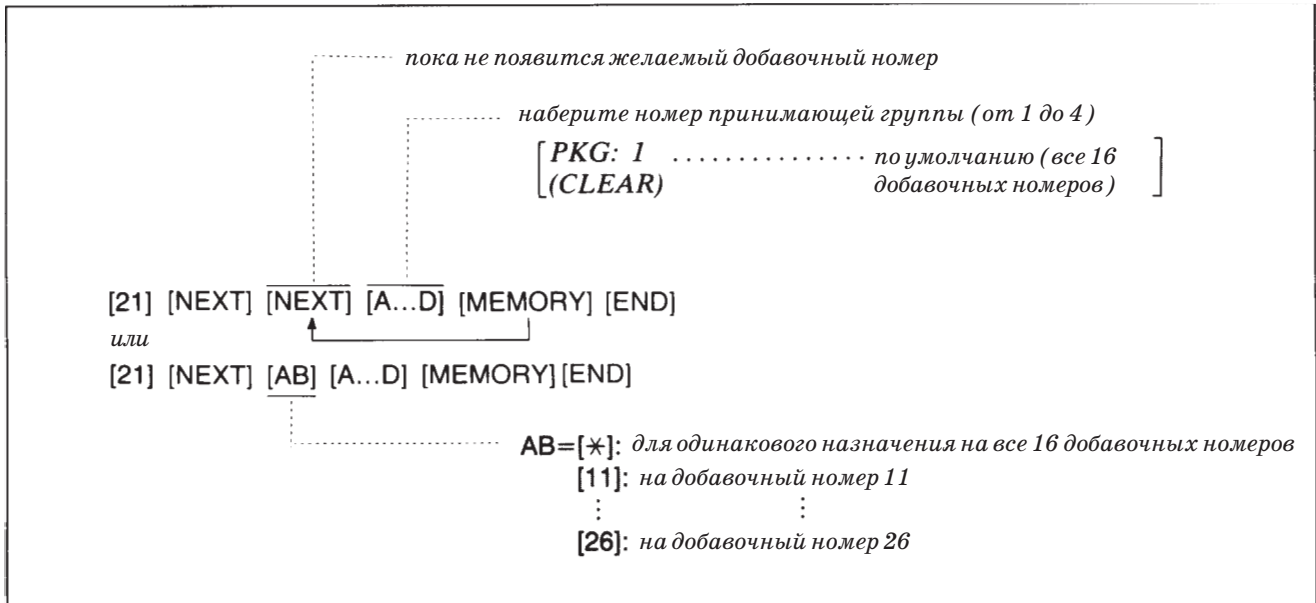 пока не появится желаемый добавочный номер
наберите номер принимающей группы ( от 1 до 4 )
PKG: 1 ............... по умолчанию ( все 16
(CLEAR) добавочных номеров )
[21] [NEXT] [NEXT] [A...D] [MEMORY] [END]
или
[21] [NEXT] [AB] [A...D] [MEMORY] [END]
AB=[✳]: для одинакового назначения на все 16 добавочных номеров
[11]: на добавочный номер 11
⋮ ⋮
[26]: на добавочный номер 26